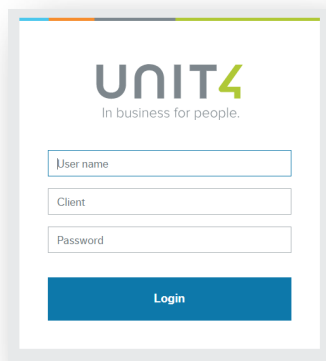 UNIT4
In business for people.
User name
Client
Password
Login